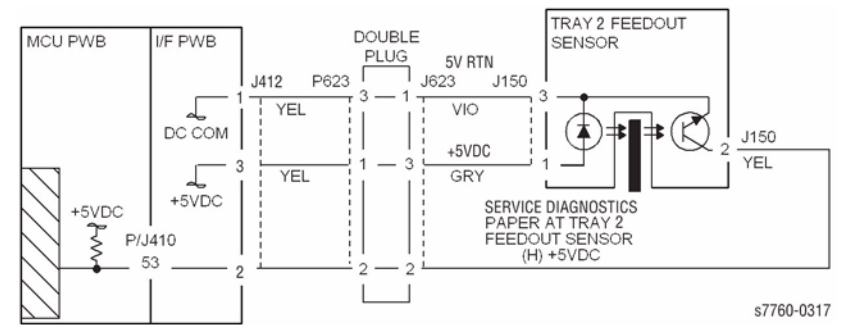 TRAY 2 FEEDOUT
SENSOR
MCU PWB
I/F PWB
DOUBLE
PLUG
5V RTN
J412
P623
J623
J150
1
3
1
3
YEL
VIO
DC COM
+5VDC
3
1
3
1
2
J150
YEL
YEL
GRY
+5VDC
+5VDC
SERVICE DIAGNOSTICS
PAPER AT TRAY 2
FEEDOUT SENSOR
(H) +5VDC
P/J410
53
2
2
2
s7760-0317